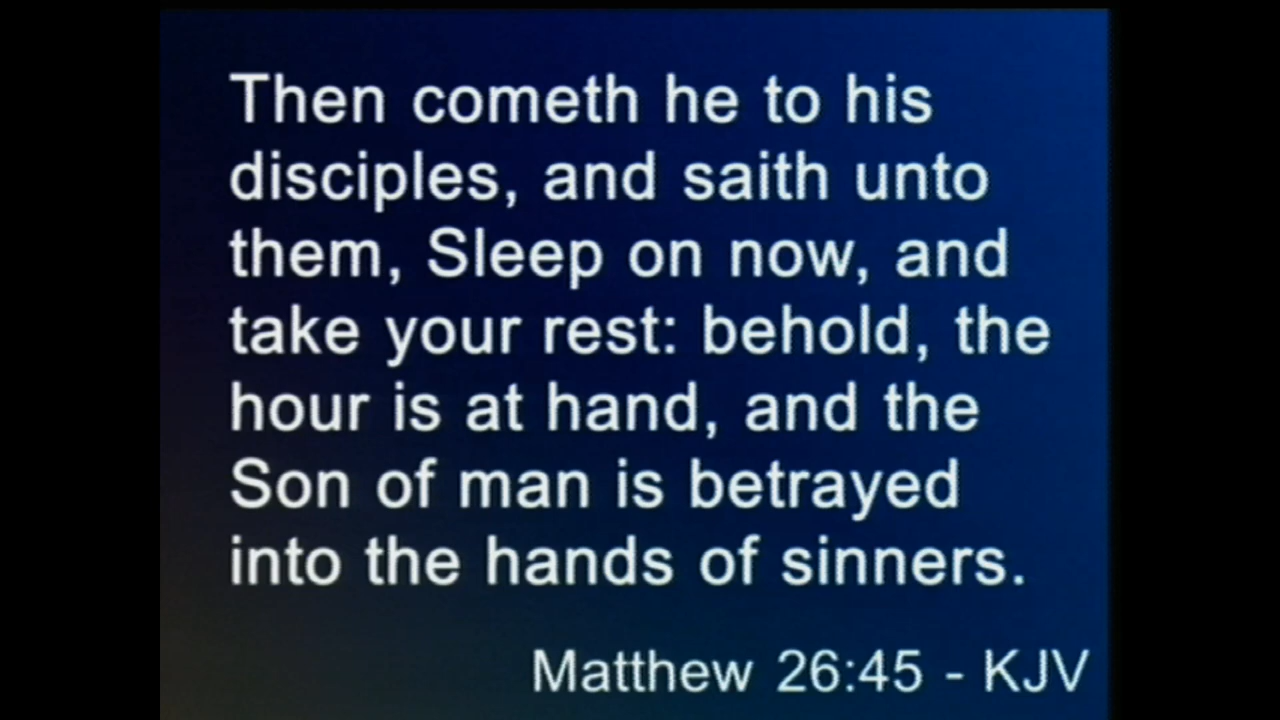 Then cometh he to his
disciples, and saith unto
them, Sleep on now, and
take your rest: behold, the
hour is at hand, and the
Son of man is betrayed
into the hands of sinners.
Matthew 26:45 - KJV